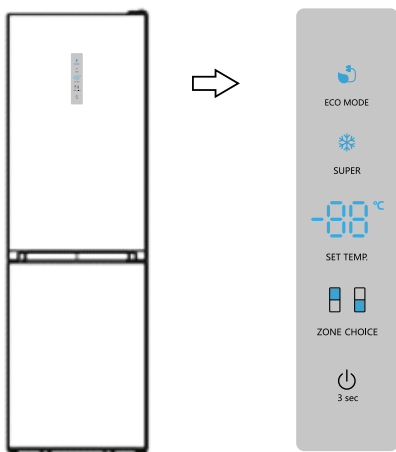 ECO MODE
SUPER
-88 °C
SET TEMP.
ZONE CHOICE
3 sec